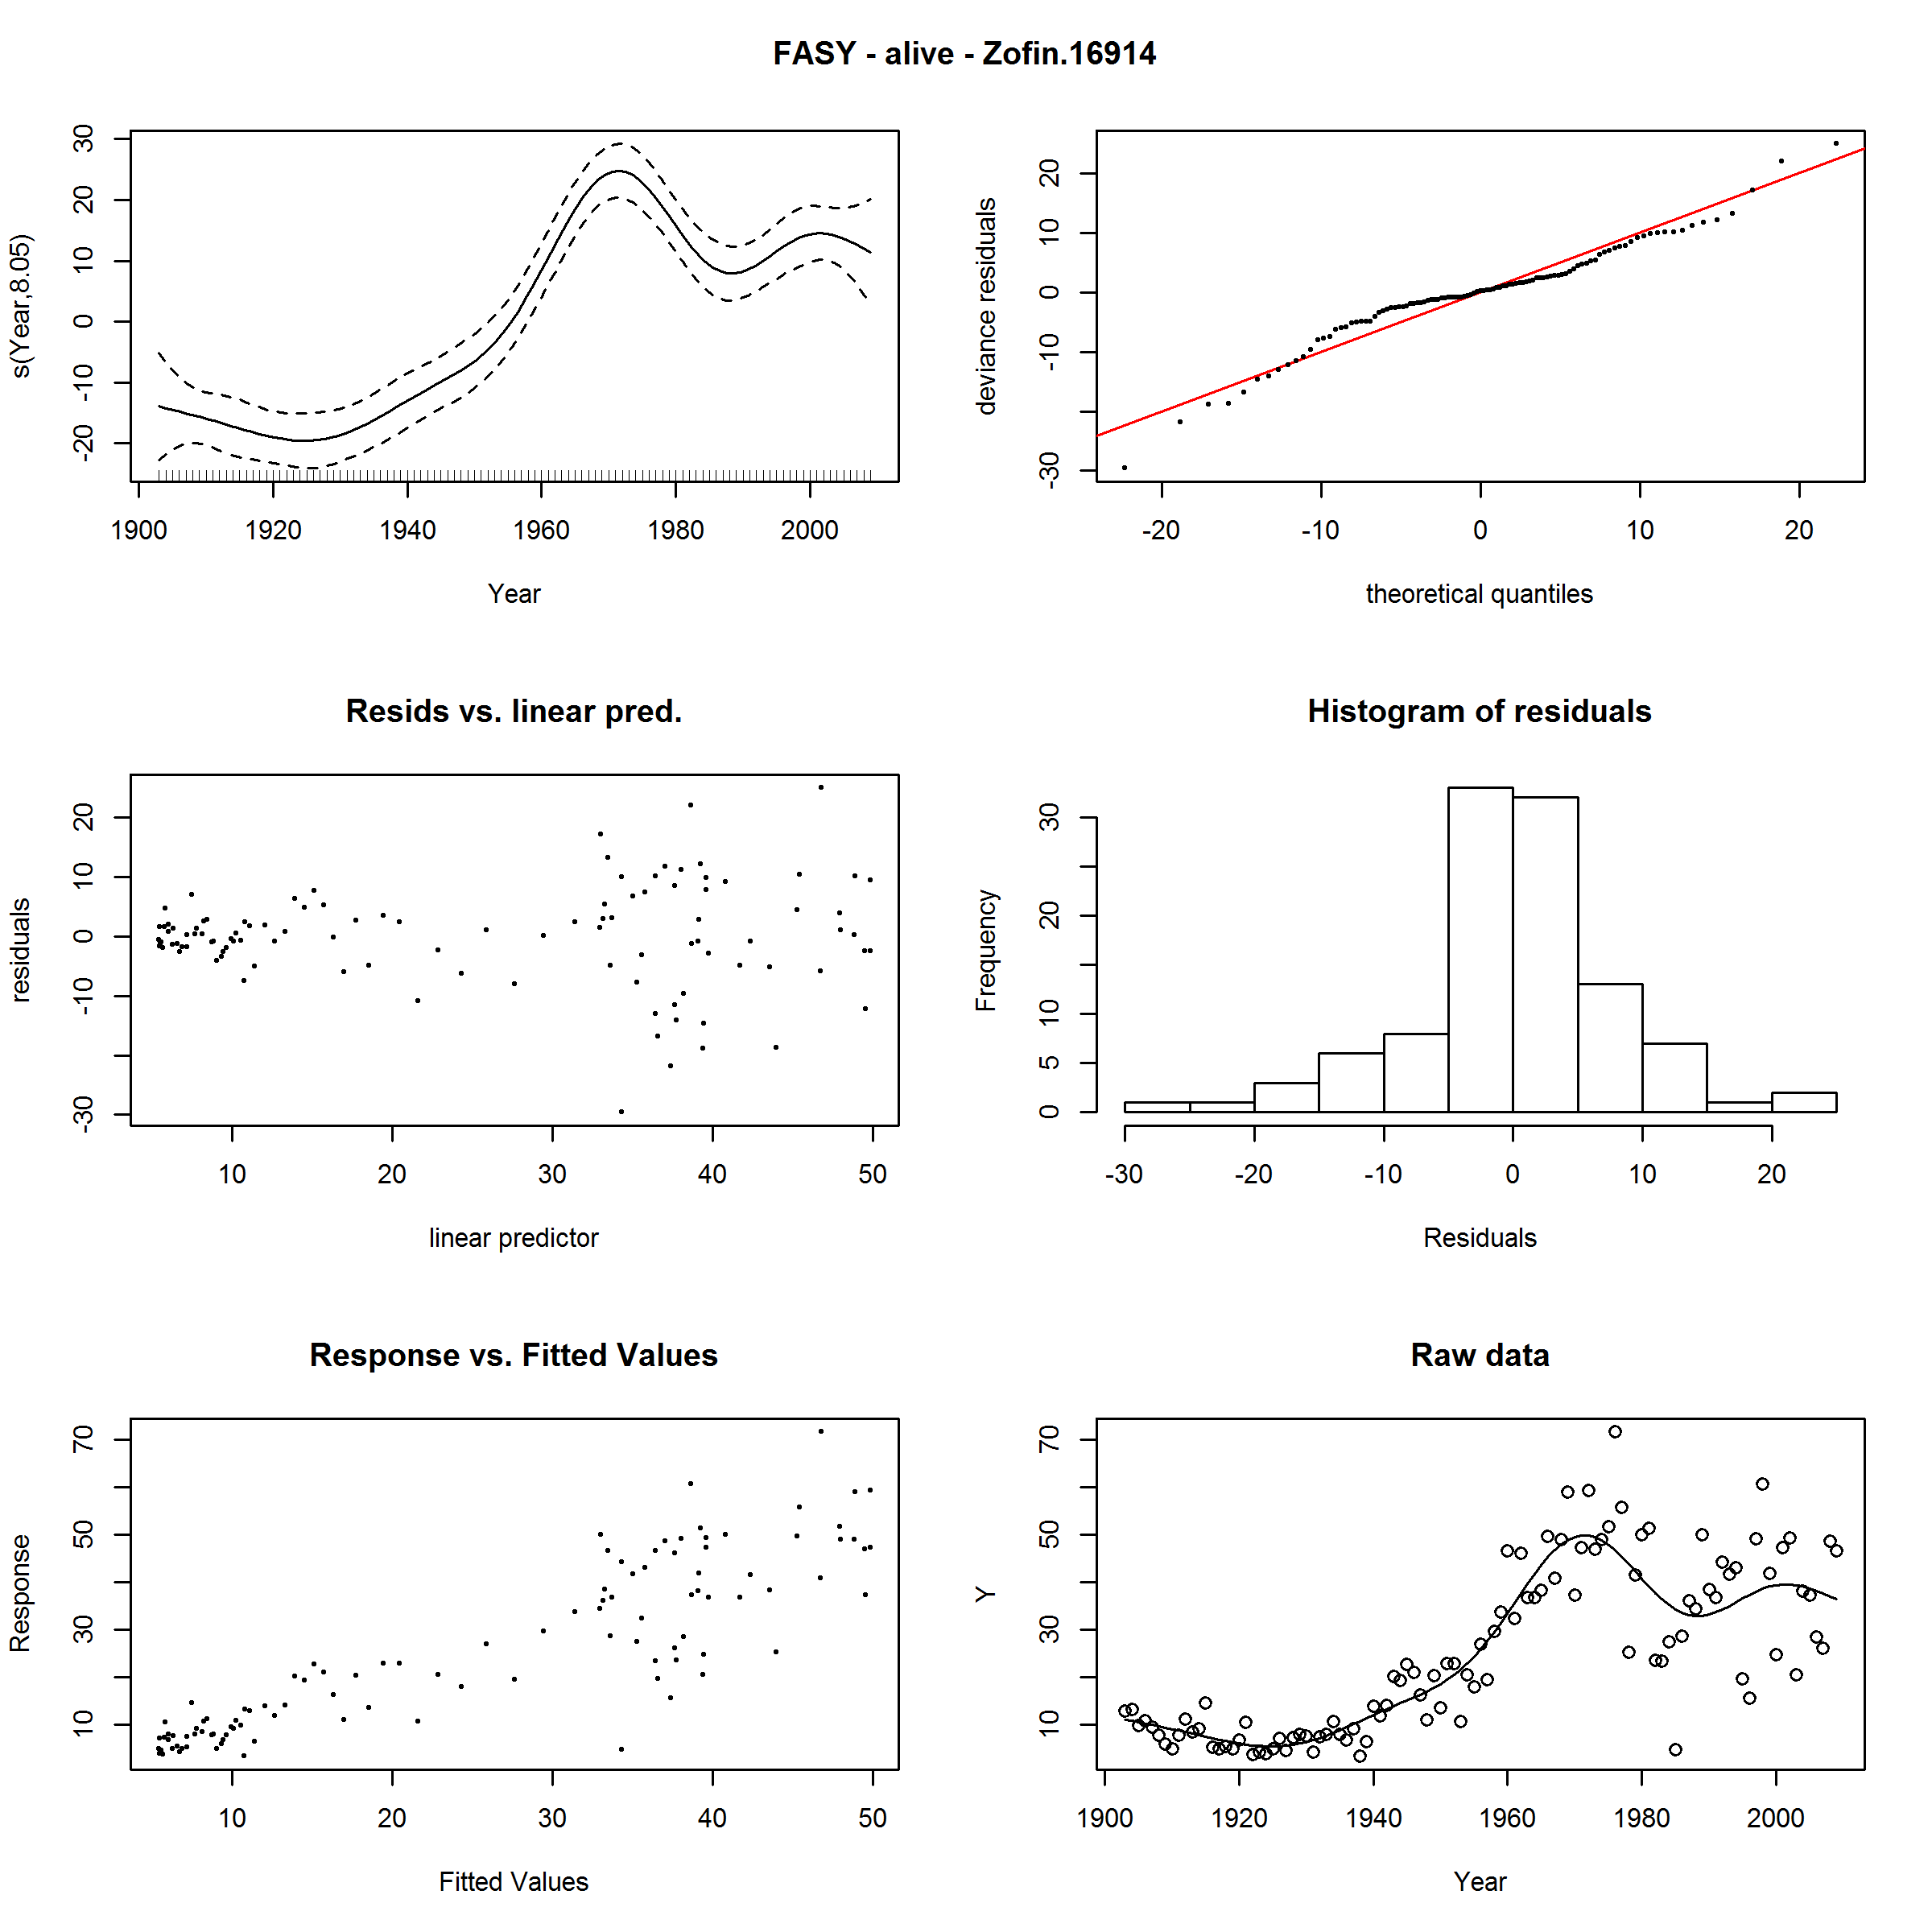 FASY - alive - Zofin.16914
s(Year,8.05)
30
20
10
0
-10
-20
1900 1920 1940 1960 1980 2000
Year
deviance residuals
20
10
0
-10
-30
-20 -10 0 10 20
theoretical quantiles
Resids vs. linear pred.
residuals
20
10
0
-10
-30
10 20 30 40 50
linear predictor
Histogram of residuals
Frequency
30
20
10
5
0
-30 -20 -10 0 10 20
Residuals
Response vs. Fitted Values
Response
70
50
30
10
10 20 30 40 50
Fitted Values
Raw data
Y
70
50
30
10
1900 1920 1940 1960 1980 2000
Year